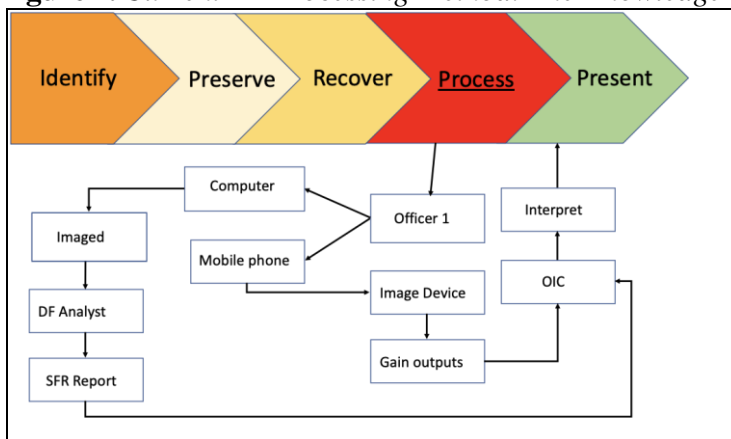 Identify
Preserve
Recover
Process
Present
Computer
Officer 1
Interpret
Imaged
Mobile phone
Image Device
OIC
DF Analyst
Gain outputs
SFR Report